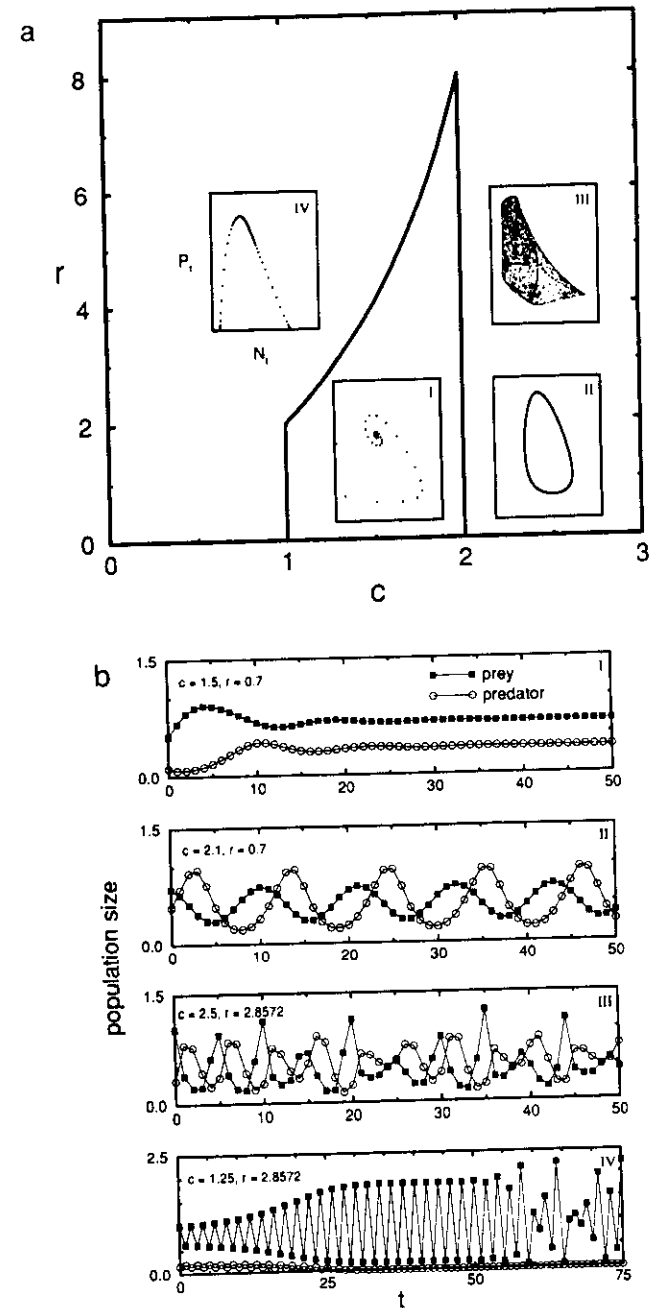 a
8
6
4
2
0
r
0
1
2
3
c
IV
P_t
N_t
III
I
II
b
population size
1.5
0.0
c = 1.5, r = 0.7
prey
predator
I
0 10 20 30 40 50
1.5
0.0
c = 2.1, r = 0.7
II
0 10 20 30 40 50
1.5
0.0
c = 2.5, r = 2.8572
III
0 10 20 30 40 50
2.5
0.0
c = 1.25, r = 2.8572
IV
0 25 50 75
t